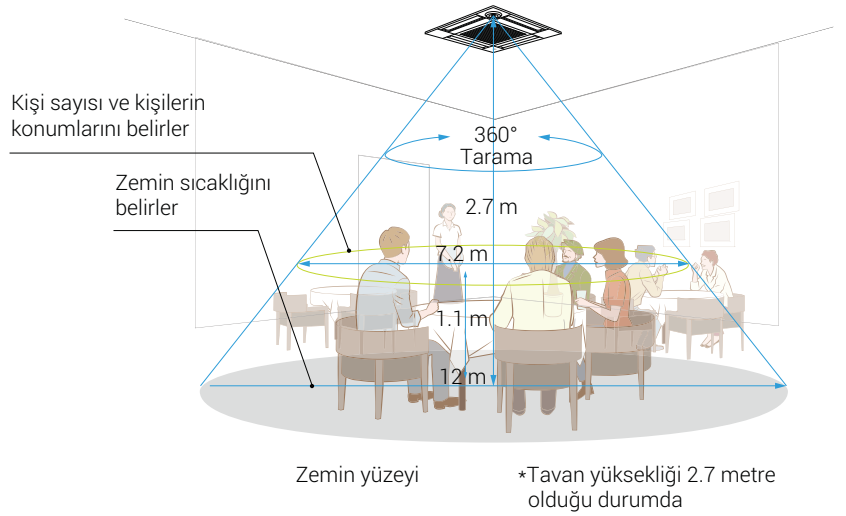 Kişi sayısı ve kişilerin
konumlarını belirler
360°
Tarama
Zemin sıcaklığını
belirler
2.7 m
7.2 m
1.1 m
12 m
Zemin yüzeyi
*Tavan yüksekliği 2.7 metre
olduğu durumda